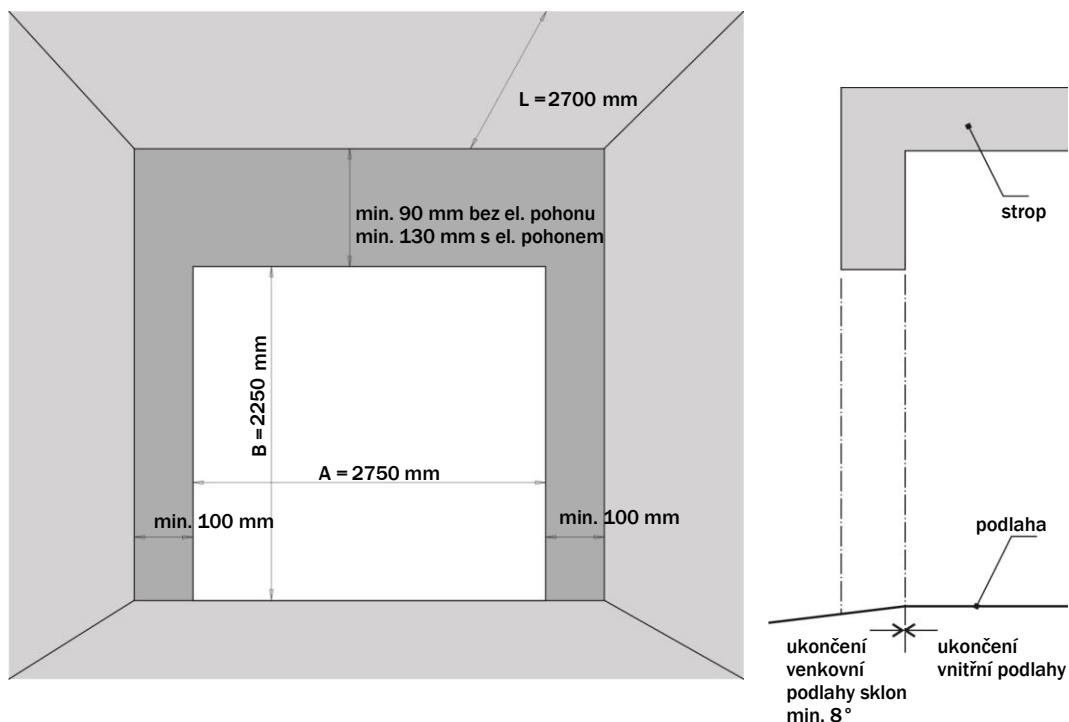 L = 2700 mm
min. 90 mm bez el. pohonu
min. 130 mm s el. pohonem
B = 2250 mm
A = 2750 mm
min. 100 mm
min. 100 mm
strop
podlaha
ukončení
venkovní
podlahy sklon
min. 8°
ukončení
vnitřní podlahy